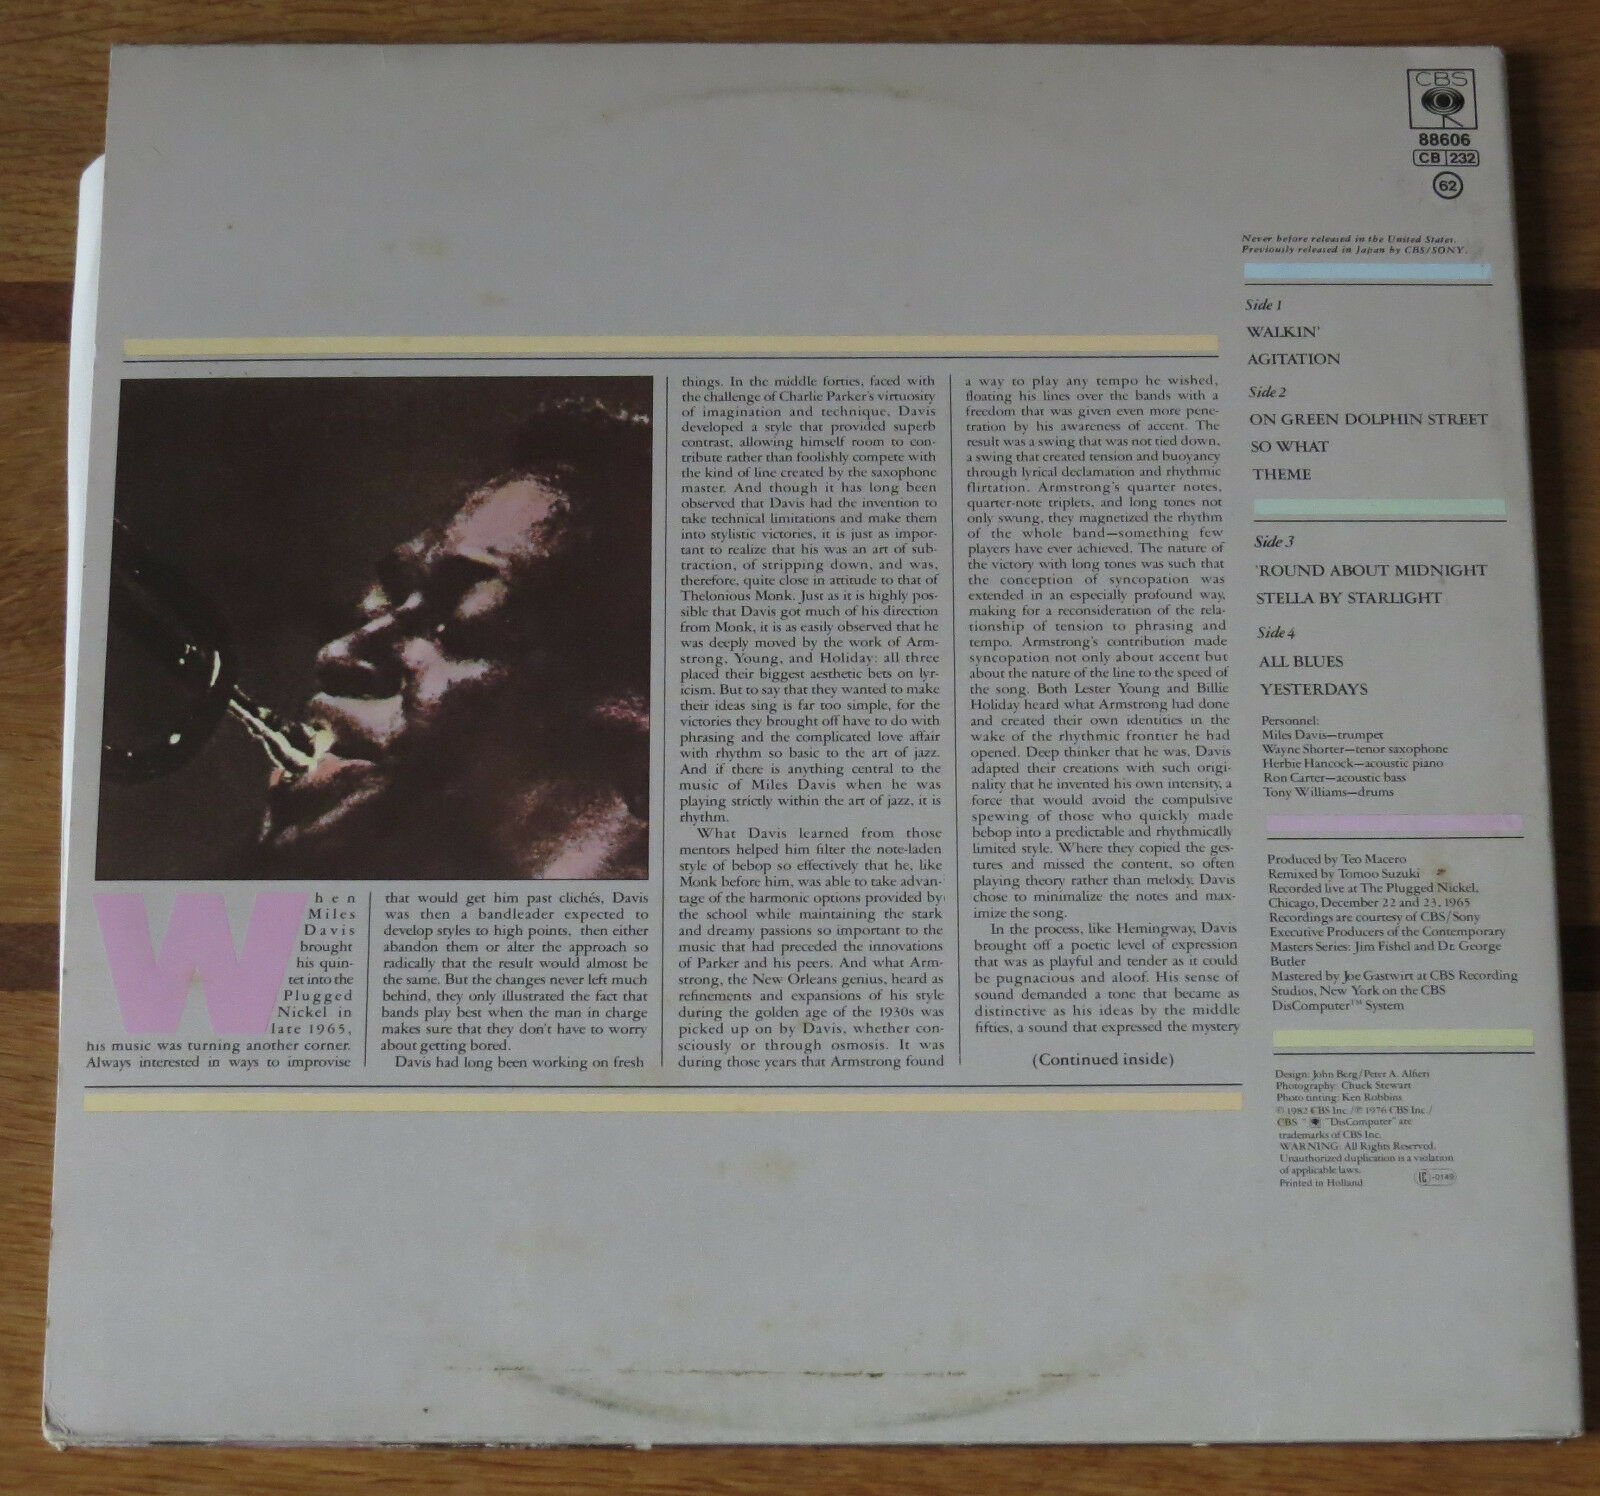 CBS
88606
CB 232
62
Never before released in the United States.
Previously released in Japan by CBS/SONY.
Side 1
WALKIN'
AGITATION
Side 2
ON GREEN DOLPHIN STREET
SO WHAT
THEME
Side 3
'ROUND ABOUT MIDNIGHT
STELLA BY STARLIGHT
Side 4
ALL BLUES
YESTERDAYS
Personnel:
Miles Davis—trumpet
Wayne Shorter—tenor saxophone
Herbie Hancock—acoustic piano
Ron Carter—acoustic bass
Tony Williams—drums
Produced by Teo Macero
Remixed by Tomoo Suzuki
Recorded live at The Plugged Nickel,
Chicago, December 22 and 23, 1965
Recordings are courtesy of CBS/Sony
Executive Producers of the Contemporary
Masters Series: Jim Fishel and Dr. George
Butler
Mastered by Joe Gastwirt at CBS Recording
Studios, New York on the CBS
DisComputer™ System
Design: John Berg/Peter A. Alfieri
Photography: Chuck Stewart
Photo tinting: Ken Robbins
© 1982 CBS Inc./℗ 1976 CBS Inc./
CBS " "DisComputer" are
trademarks of CBS Inc.
WARNING: All Rights Reserved.
Unauthorized duplication is a violation
of applicable laws.
Printed in Holland
-0149
When
Miles
Davis
brought
his quin-
tet into the
Plugged
Nickel in
late 1965,
his music was turning another corner.
Always interested in ways to improvise
that would get him past clichés, Davis
was then a bandleader expected to
develop styles to high points, then either
abandon them or alter the approach so
radically that the result would almost be
the same. But the changes never left much
behind, they only illustrated the fact that
bands play best when the man in charge
makes sure that they don't have to worry
about getting bored.
Davis had long been working on fresh
things. In the middle forties, faced with
the challenge of Charlie Parker's virtuosity
of imagination and technique, Davis
developed a style that provided superb
contrast, allowing himself room to con-
tribute rather than foolishly compete with
the kind of line created by the saxophone
master. And though it has long been
observed that Davis had the invention to
take technical limitations and make them
into stylistic victories, it is just as impor-
tant to realize that his was an art of sub-
traction, of stripping down, and was,
therefore, quite close in attitude to that of
Thelonious Monk. Just as it is highly pos-
sible that Davis got much of his direction
from Monk, it is as easily observed that he
was deeply moved by the work of Arm-
strong, Young, and Holiday: all three
placed their biggest aesthetic bets on lyr-
icism. But to say that they wanted to make
their ideas sing is far too simple, for the
victories they brought off have to do with
phrasing and the complicated love affair
with rhythm so basic to the art of jazz.
And if there is anything central to the
music of Miles Davis when he was
playing strictly within the art of jazz, it is
rhythm.
What Davis learned from those
mentors helped him filter the note-laden
style of bebop so effectively that he, like
Monk before him, was able to take advan-
tage of the harmonic options provided by
the school while maintaining the stark
and dreamy passions so important to the
music that had preceded the innovations
of Parker and his peers. And what Arm-
strong, the New Orleans genius, heard as
refinements and expansions of his style
during the golden age of the 1930s was
picked up on by Davis, whether con-
sciously or through osmosis. It was
during those years that Armstrong found
a way to play any tempo he wished,
floating his lines over the bands with a
freedom that was given even more pene-
tration by his awareness of accent. The
result was a swing that was not tied down,
a swing that created tension and buoyancy
through lyrical declamation and rhythmic
flirtation. Armstrong's quarter notes,
quarter-note triplets, and long tones not
only swung, they magnetized the rhythm
of the whole band—something few
players have ever achieved. The nature of
the victory with long tones was such that
the conception of syncopation was
extended in an especially profound way,
making for a reconsideration of the rela-
tionship of tension to phrasing and
tempo. Armstrong's contribution made
syncopation not only about accent but
about the nature of the line to the speed of
the song. Both Lester Young and Billie
Holiday heard what Armstrong had done
and created their own identities in the
wake of the rhythmic frontier he had
opened. Deep thinker that he was, Davis
adapted their creations with such origi-
nality that he invented his own intensity, a
force that would avoid the compulsive
spewing of those who quickly made
bebop into a predictable and rhythmically
limited style. Where they copied the ges-
tures and missed the content, so often
playing theory rather than melody, Davis
chose to minimalize the notes and max-
imize the song.
In the process, like Hemingway, Davis
brought off a poetic level of expression
that was as playful and tender as it could
be pugnacious and aloof. His sense of
sound demanded a tone that became as
distinctive as his ideas by the middle
fifties, a sound that expressed the mystery
(Continued inside)